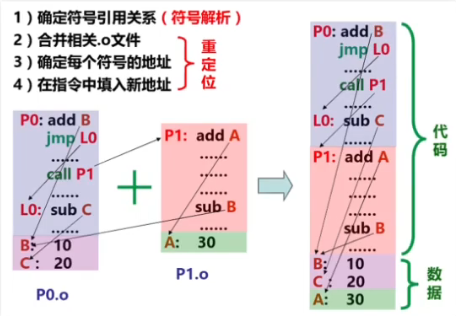 1）确定符号引用关系（符号解析）
2）合并相关.o文件
3）确定每个符号的地址
4）在指令中填入新地址
重定位
P0: add B
jmp L0
……
call P1
……
L0: sub C
……
B: 10
C: 20
P0.o
+
P1: add A
……
……
……
sub B
……
A: 30
P1.o
P0: add B
jmp L0
……
call P1
……
L0: sub C
……
P1: add A
……
……
……
sub B
……
B: 10
C: 20
A: 30
代码
数据